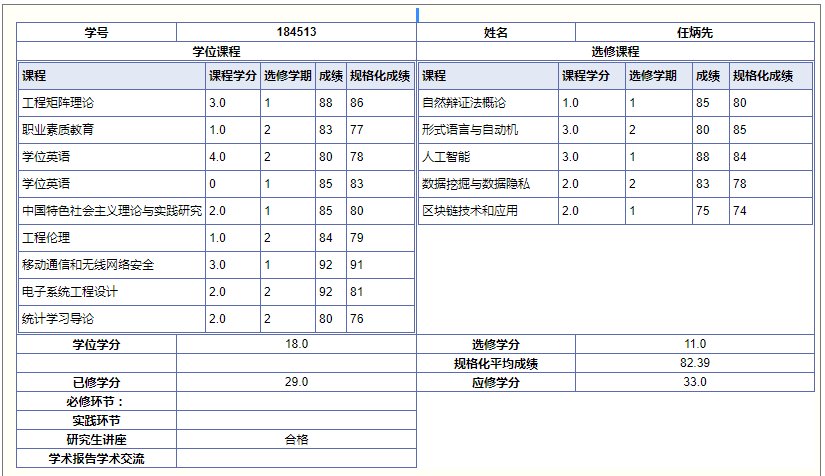 学号 184513 姓名 任炳先
学位课程 选修课程
课程 课程学分 选修学期 成绩 规格化成绩 课程 课程学分 选修学期 成绩 规格化成绩
工程矩阵理论 3.0 1 88 86 自然辩证法概论 1.0 1 85 80
职业素质教育 1.0 2 83 77 形式语言与自动机 3.0 2 80 85
学位英语 4.0 2 80 78 人工智能 3.0 1 88 84
学位英语 0 1 85 83 数据挖掘与数据隐私 2.0 2 83 78
中国特色社会主义理论与实践研究 2.0 1 85 80 区块链技术和应用 2.0 1 75 74
工程伦理 1.0 2 84 79
移动通信和无线网络安全 3.0 1 92 91
电子系统工程设计 2.0 2 92 81
统计学习导论 2.0 2 80 76
学位学分 18.0 选修学分 11.0
规格化平均成绩 82.39
已修学分 29.0 应修学分 33.0
必修环节：
实践环节
研究生讲座 合格
学术报告学术交流